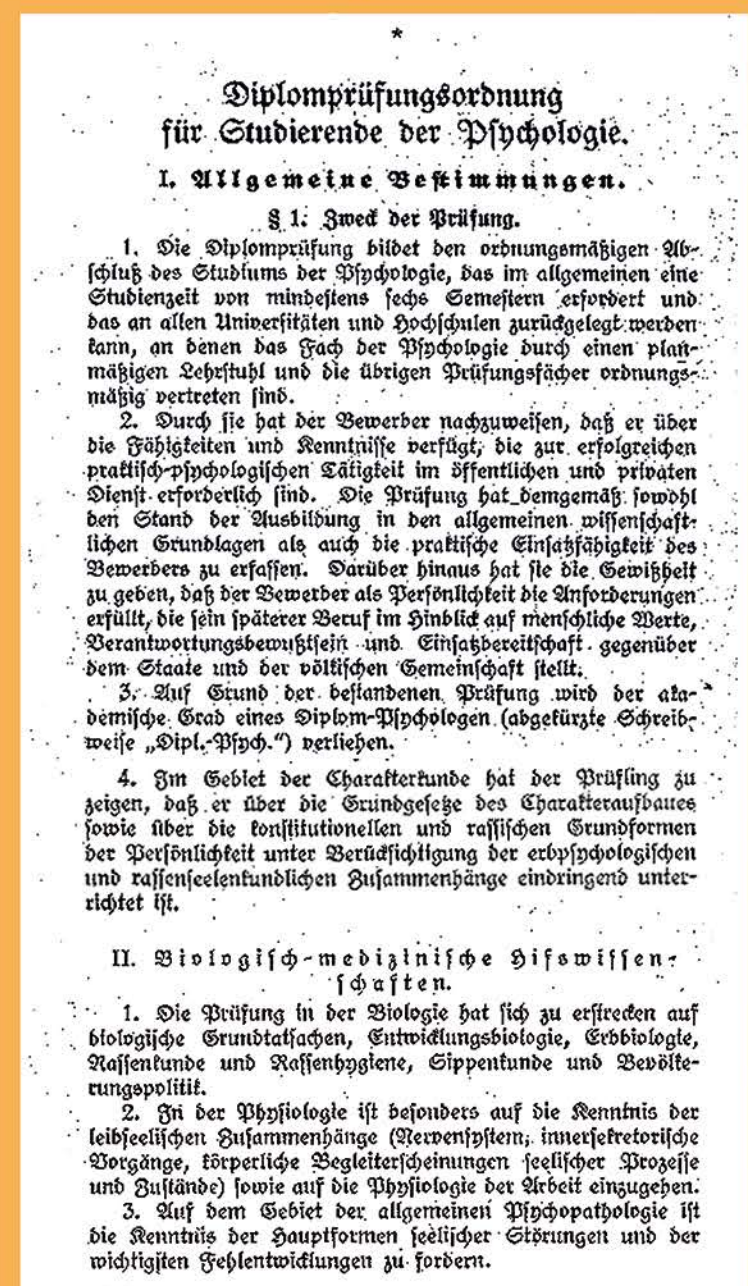 *
Diplomprüfungsordnung
für Studierende der Psychologie.
I. Allgemeine Bestimmungen.
§ 1. Zweck der Prüfung.
1. Die Diplomprüfung bildet den ordnungsmäßigen Ab-
schluß des Studiums der Psychologie, das im allgemeinen eine
Studienzeit von mindestens sechs Semestern erfordert und
das an allen Universitäten und Hochschulen zurückgelegt werden
kann, an denen das Fach der Psychologie durch einen plan-
mäßigen Lehrstuhl und die übrigen Prüfungsfächer ordnungs-
mäßig vertreten sind.
2. Durch sie hat der Bewerber nachzuweisen, daß er über
die Fähigkeiten und Kenntnisse verfügt, die zur erfolgreichen
praktisch-psychologischen Tätigkeit im öffentlichen und privaten
Dienst erforderlich sind. Die Prüfung hat demgemäß sowohl
den Stand der Ausbildung in den allgemeinen wissenschaft-
lichen Grundlagen als auch die praktische Einsatzfähigkeit des
Bewerbers zu erfassen. Darüber hinaus hat sie die Gewißheit
zu geben, daß der Bewerber als Persönlichkeit die Anforderungen
erfüllt, die sein späterer Beruf im Hinblick auf menschliche Werte,
Verantwortungsbewußtsein und Einsatzbereitschaft gegenüber
dem Staate und der völkischen Gemeinschaft stellt.
3. Auf Grund der bestandenen Prüfung wird der aka-
demische Grad eines Diplom-Psychologen (abgekürzte Schreib-
weise „Dipl.-Psych.“) verliehen.
4. Im Gebiet der Charakterkunde hat der Prüfling zu
zeigen, daß er über die Grundgesetze des Charakteraufbaues
sowie über die konstitutionellen und rassischen Grundformen
der Persönlichkeit unter Berücksichtigung der erbpsychologischen
und rassenseelenkundlichen Zusammenhänge eindringend unter-
richtet ist.
II. Biologisch-medizinische Hifswissen-
schaften.
1. Die Prüfung in der Biologie hat sich zu erstrecken auf
biologische Grundtatsachen, Entwicklungsbiologie, Erbbiologie,
Rassenkunde und Rassenhygiene, Sippenkunde und Bevölke-
rungspolitik.
2. In der Physiologie ist besonders auf die Kenntnis der
leibseelischen Zusammenhänge (Nervensystem, innersekretorische
Vorgänge, körperliche Begleiterscheinungen seelischer Prozesse
und Zustände) sowie auf die Physiologie der Arbeit einzugehen.
3. Auf dem Gebiet der allgemeinen Psychopathologie ist
die Kenntnis der Hauptformen seelischer Störungen und der
wichtigsten Fehlentwicklungen zu fordern.